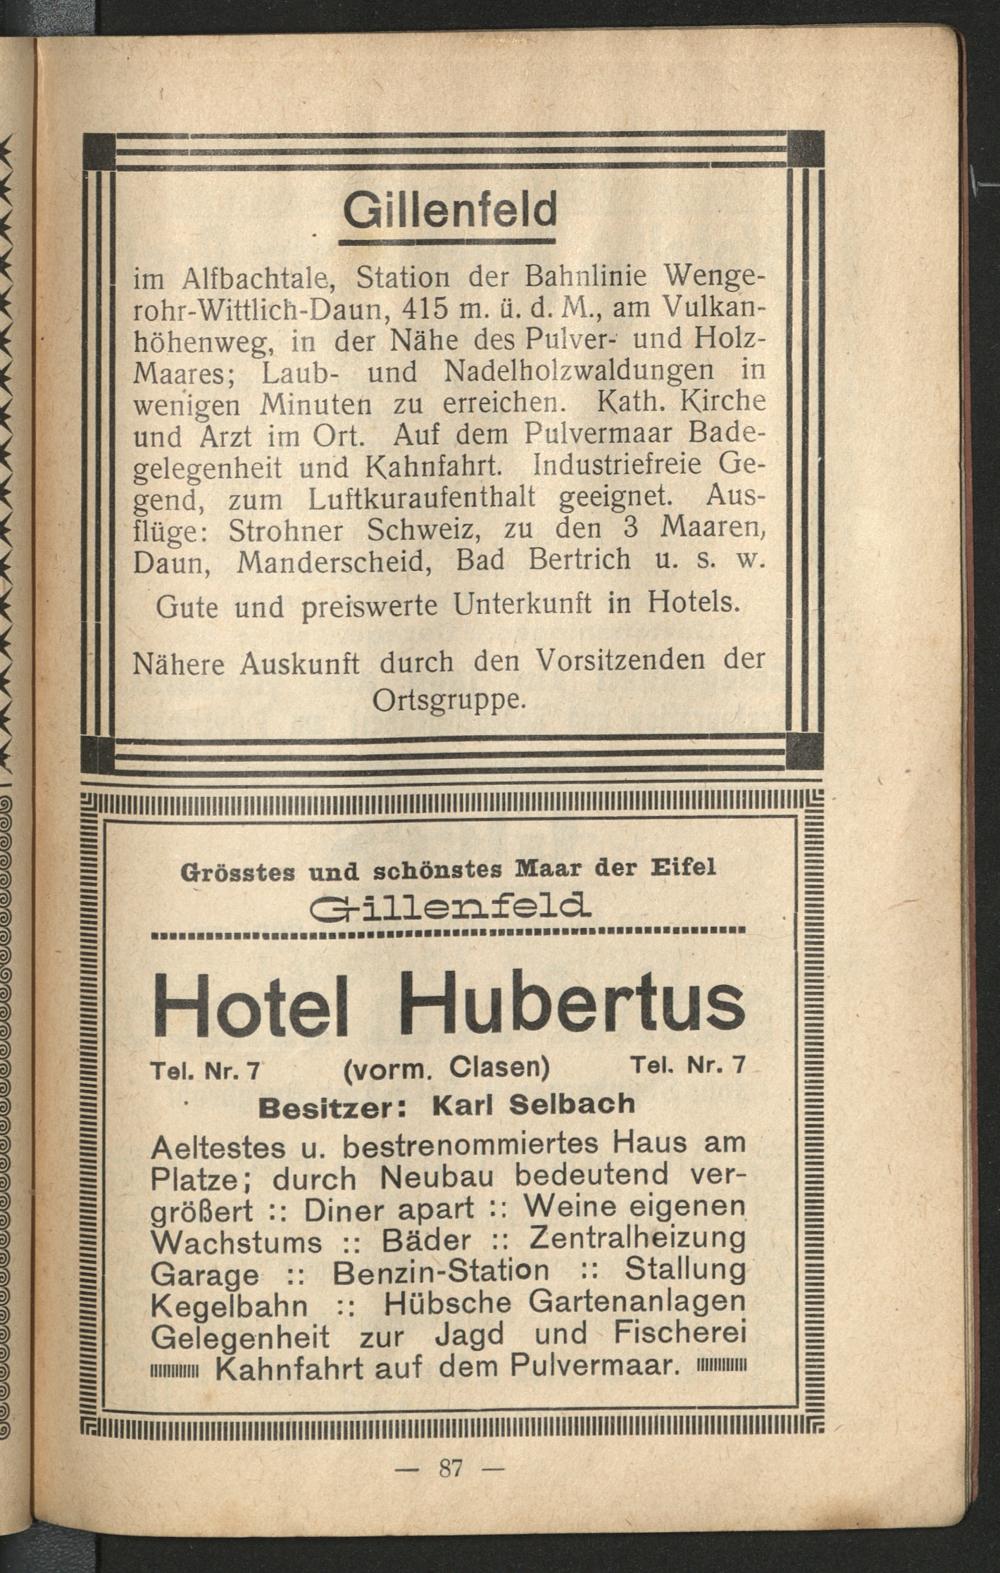 Gillenfeld
im Alfbachtale, Station der Bahnlinie Wenge-
rohr-Wittlich-Daun, 415 m. ü. d. M., am Vulkan-
höhenweg, in der Nähe des Pulver- und Holz-
Maares; Laub- und Nadelholzwaldungen in
wenigen Minuten zu erreichen. Kath. Kirche
und Arzt im Ort. Auf dem Pulvermaar Bade-
gelegenheit und Kahnfahrt. Industriefreie Ge-
gend, zum Luftkuraufenthalt geeignet. Aus-
flüge: Strohner Schweiz, zu den 3 Maaren,
Daun, Manderscheid, Bad Bertrich u. s. w.
Gute und preiswerte Unterkunft in Hotels.
Nähere Auskunft durch den Vorsitzenden der
Ortsgruppe.
Grösstes und schönstes Maar der Eifel
Gillenfeld
Hotel Hubertus
Tel. Nr. 7 (vorm. Clasen) Tel. Nr. 7
Besitzer: Karl Selbach
Aeltestes u. bestrenommiertes Haus am
Platze; durch Neubau bedeutend ver-
größert :: Diner apart :: Weine eigenen
Wachstums :: Bäder :: Zentralheizung
Garage :: Benzin-Station :: Stallung
Kegelbahn :: Hübsche Gartenanlagen
Gelegenheit zur Jagd und Fischerei
Kahnfahrt auf dem Pulvermaar.
— 87 —